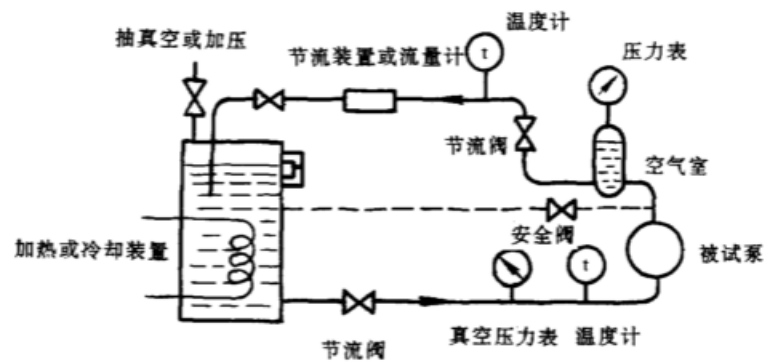 温度计
抽真空或加压
节流装置或流量计
t
压力表
节流阀
空气室
安全阀
加热或冷却装置
t
被试泵
真空压力表
温度计
节流阀